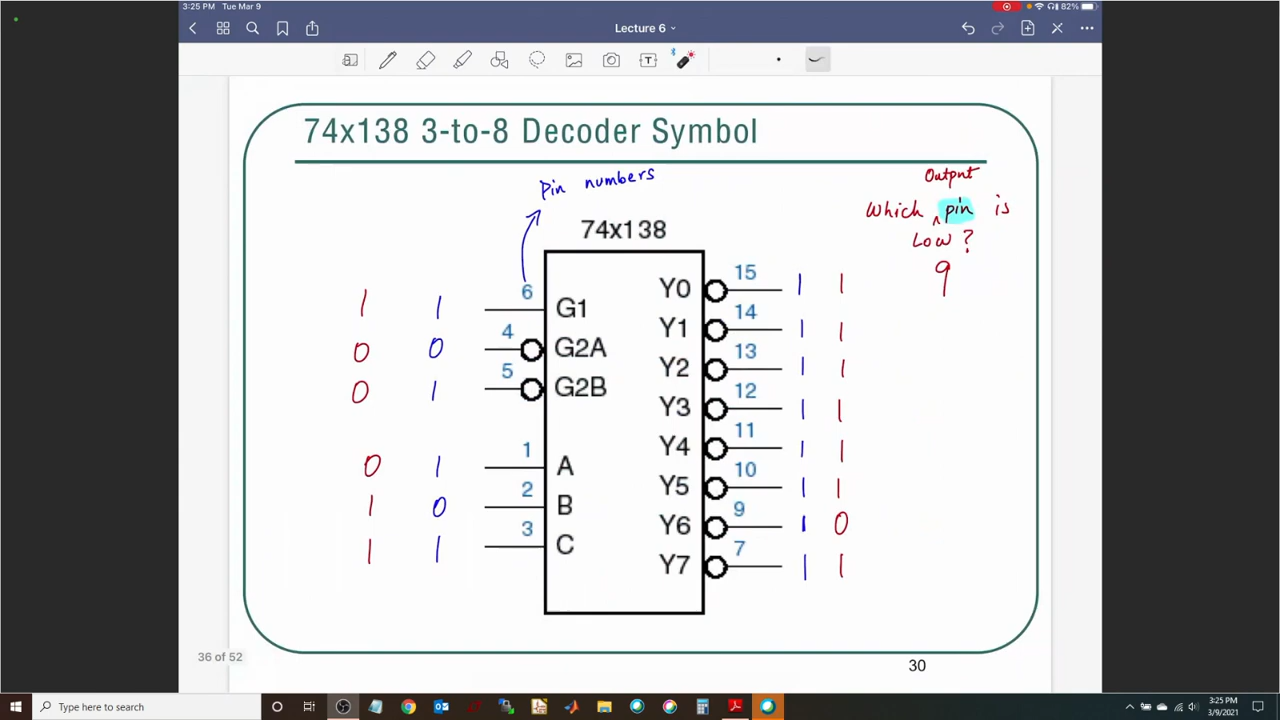 3:25 PM Tue Mar 9
82%
Lecture 6
74x138 3-to-8 Decoder Symbol
Pin numbers
Output
Which ^ pin is
Low?
9
74x138
1 1 6 G1
0 0 4 G2A
0 1 5 G2B
0 1 1 A
1 0 2 B
1 1 3 C
Y0 15 1 1
Y1 14 1 1
Y2 13 1 1
Y3 12 1 1
Y4 11 1 1
Y5 10 1 1
Y6 9 1 0
Y7 7 1 1
36 of 52
30
Type here to search
3:25 PM
3/9/2021